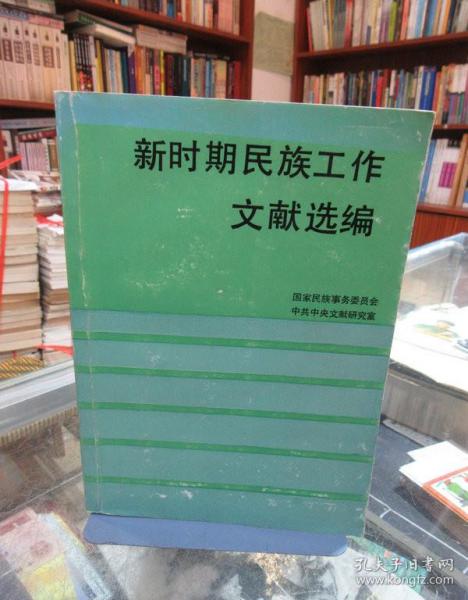 新时期民族工作
文献选编
国家民族事务委员会
中共中央文献研究室
孔夫子旧书网
www.kongfz.com